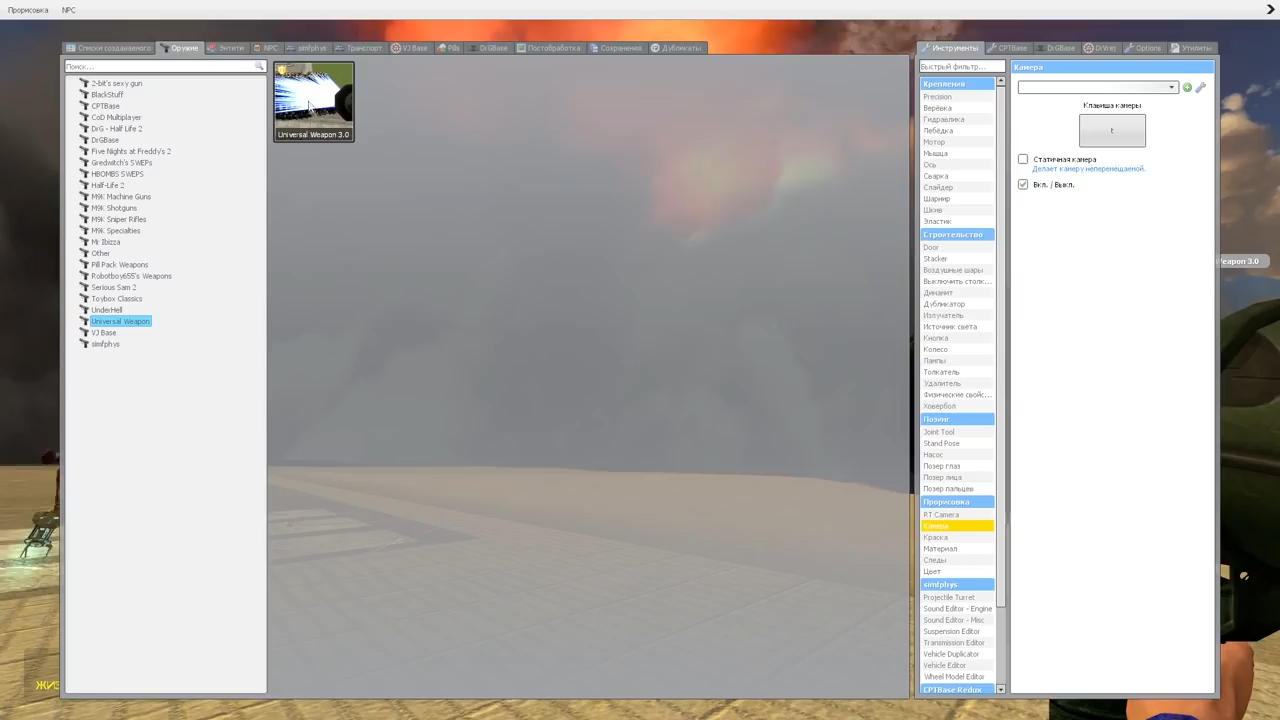 Прорисовка NPC
Списки создаваемого Оружие Энтити NPC simfphys Транспорт VJ Base Pills DrGBase Постобработка Сохранения Дубликаты
Поиск...
2-bit's sexy gun
BlackStuff
CPTBase
CoD Multiplayer
DrG - Half Life 2
DrGBase
Five Nights at Freddy's 2
Gredwitch's SWEPs
HBOMBS SWEPS
Half-Life 2
M9K Machine Guns
M9K Shotguns
M9K Sniper Rifles
M9K Specialties
Mr Ibizza
Other
Pill Pack Weapons
Robotboy655's Weapons
Serious Sam 2
Toybox Classics
UnderHell
Universal Weapon
VJ Base
simfphys
Universal Weapon 3.0
Инструменты CPTBase DrGBase DrVrej Options Утилиты
Быстрый фильтр...
Крепления
Precision
Верёвка
Гидравлика
Лебёдка
Мотор
Мышца
Ось
Сварка
Слайдер
Шарнир
Шкив
Эластик
Строительство
Door
Stacker
Воздушные шары
Выключить столк...
Динамит
Дубликатор
Излучатель
Источник света
Кнопка
Колесо
Лампы
Толкатель
Удалитель
Физические свойс...
Ховербол
Позинг
Joint Tool
Stand Pose
Насос
Позер глаз
Позер лица
Позер пальцев
Прорисовка
RT Camera
Камера
Краска
Материал
Следы
Цвет
simfphys
Projectile Turret
Sound Editor - Engine
Sound Editor - Misc
Suspension Editor
Transmission Editor
Vehicle Duplicator
Vehicle Editor
Wheel Model Editor
CPTBase Redux
Камера
Клавиша камеры
t
Статичная камера
Делает камеру неперемещаемой.
Вкл. / Выкл.
Weapon 3.0
ЖИЗ